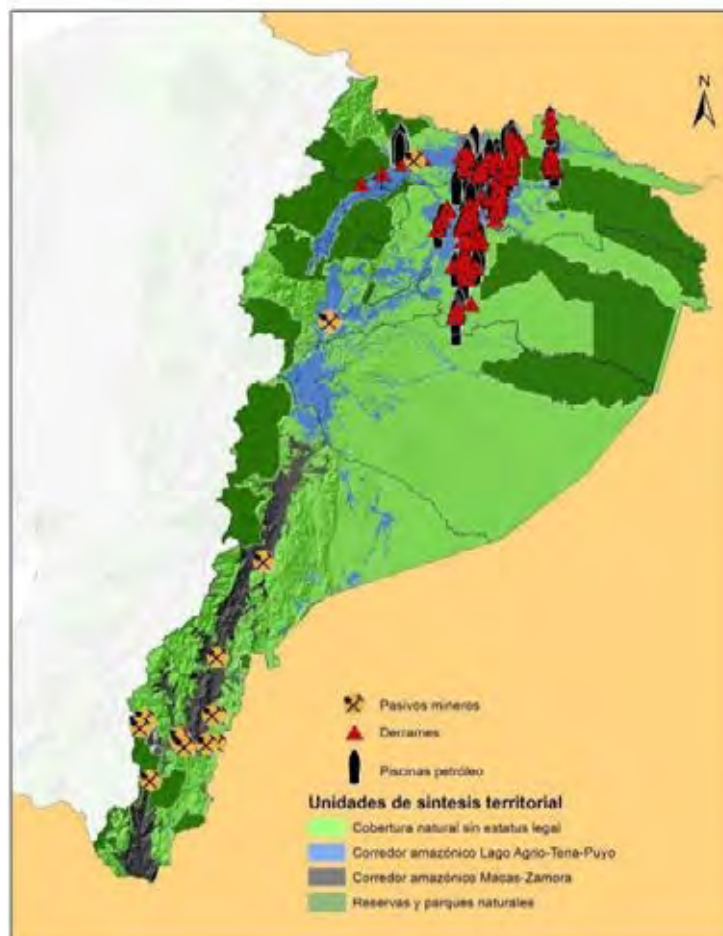 N
Pasivos mineros
Derrames
Piscinas petróleo
Unidades de síntesis territorial
Cobertura natural sin estatus legal
Corredor amazónico Lago Agrio-Tena-Puyo
Corredor amazónico Macas-Zamora
Reservas y parques naturales